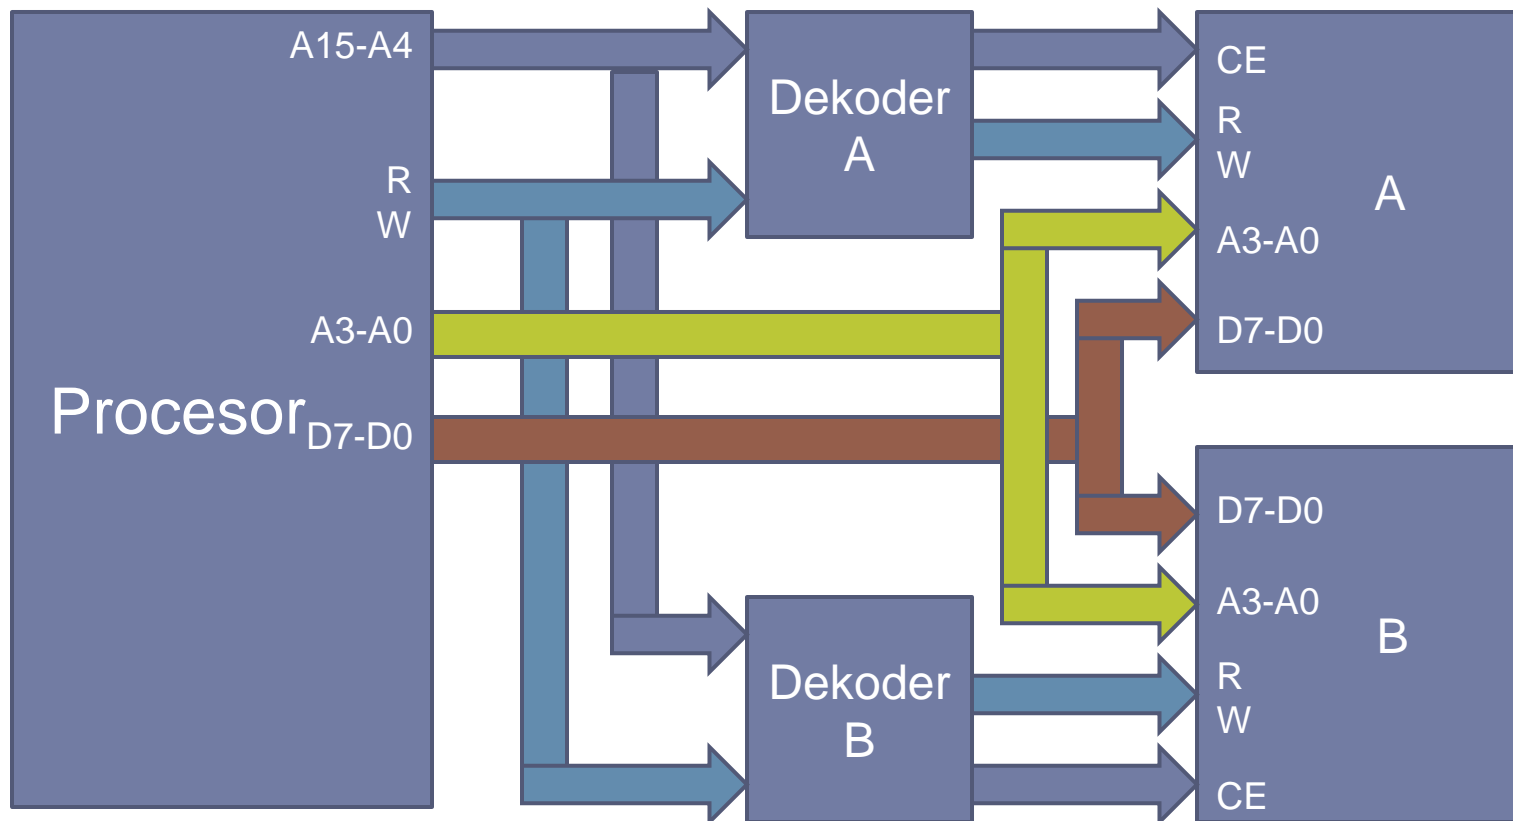 Procesor
A15-A4
R
W
A3-A0
D7-D0
Dekoder
A
Dekoder
B
CE
R
W
A3-A0
D7-D0
A
D7-D0
A3-A0
R
W
CE
B